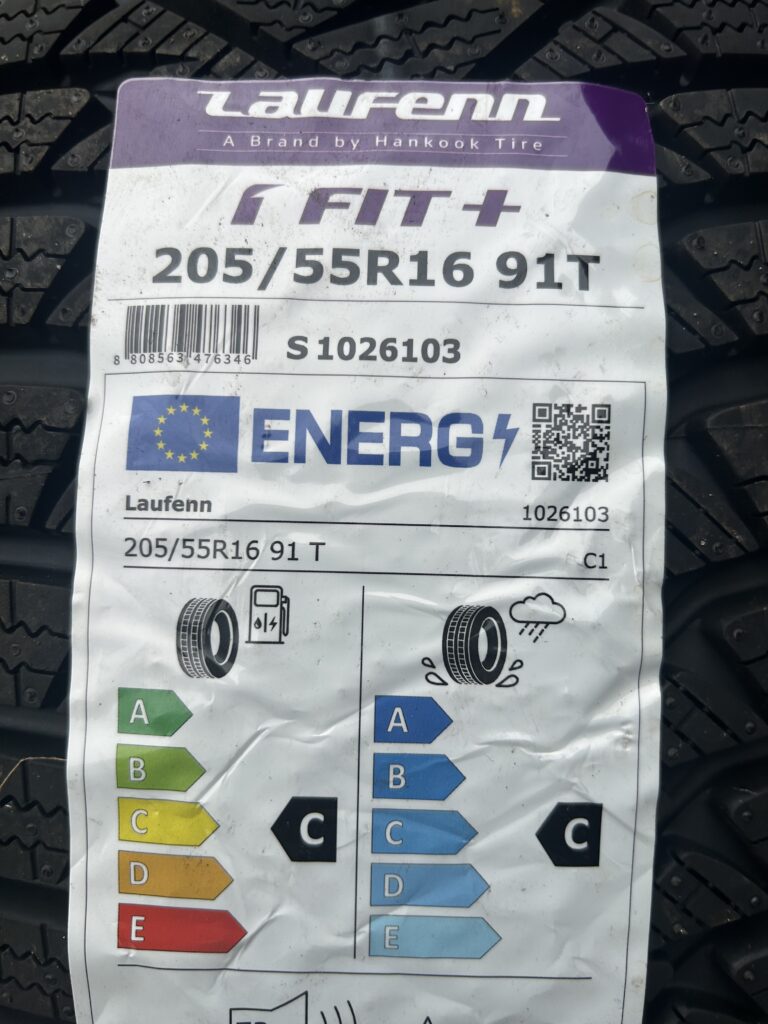 Laufenn
A Brand by Hankook Tire
i FIT+
205/55R16 91T
8 808563 476346
S 1026103
ENERG
Laufenn
1026103
205/55R16 91 T
C1
A
B
C
D
E
C
A
B
C
D
E
C